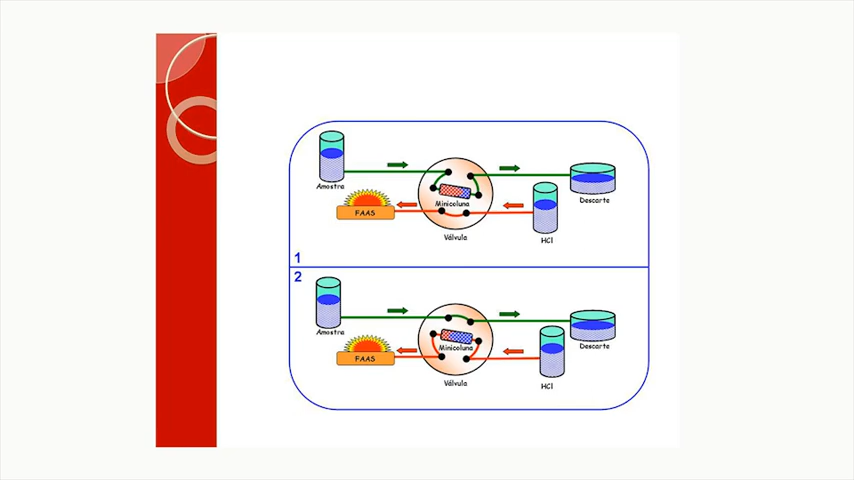 Amostra
Minicoluna
Descarte
FAAS
Válvula
HCl
1
2
Amostra
Minicoluna
Descarte
FAAS
Válvula
HCl